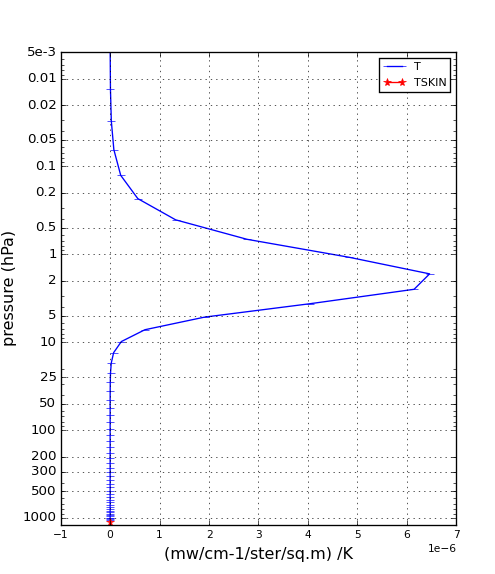 T
TSKIN
5e-3
0.01
0.02
0.05
0.1
0.2
0.5
1
2
5
10
25
50
100
200
300
500
1000
pressure (hPa)
−1 0 1 2 3 4 5 6 7
1e−6
(mw/cm-1/ster/sq.m) /K